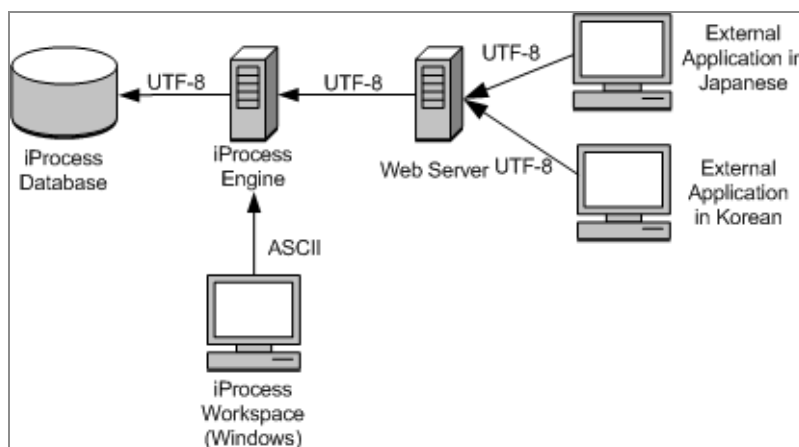 External
Application in
Japanese
UTF-8
UTF-8
UTF-8
iProcess
Database
iProcess
Engine
Web Server
UTF-8
External
Application
in Korean
ASCII
iProcess
Workspace
(Windows)